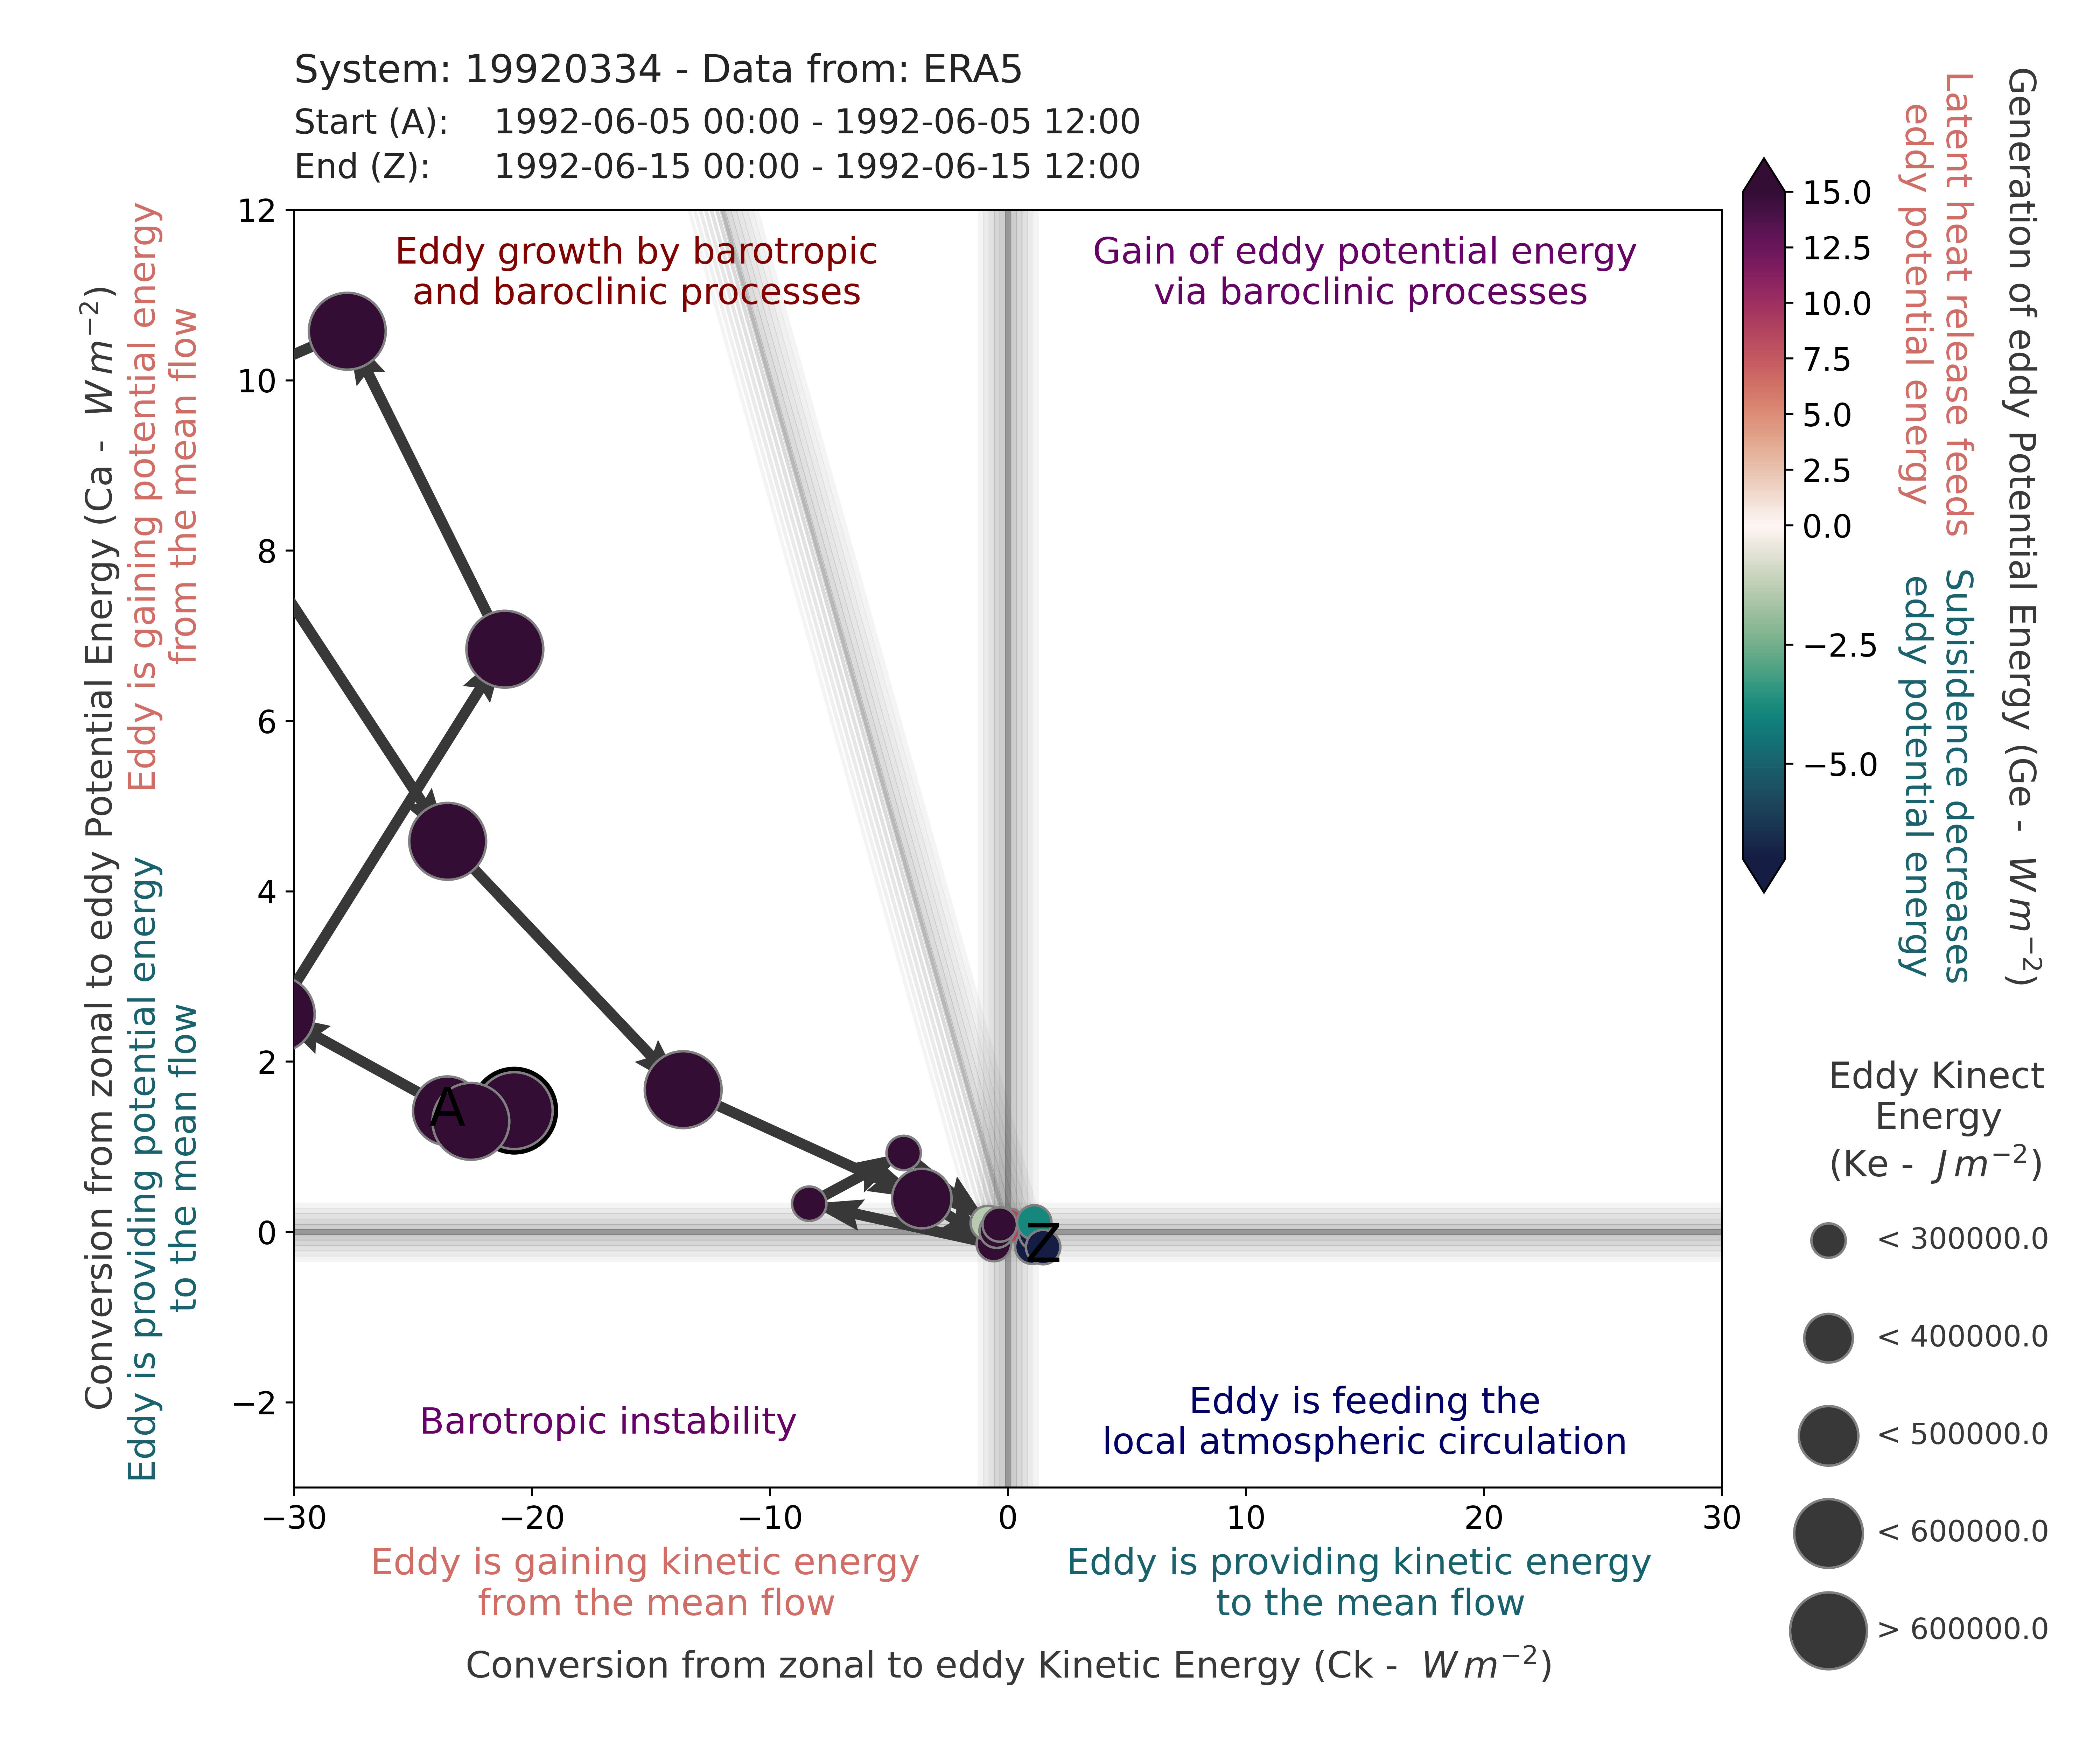 System: 19920334 - Data from: ERA5
Start (A): 1992-06-05 00:00 - 1992-06-05 12:00
End (Z): 1992-06-15 00:00 - 1992-06-15 12:00
Conversion from zonal to eddy Potential Energy (Ca - W m⁻²)
Eddy is gaining potential energy
from the mean flow
Eddy is providing potential energy
to the mean flow
12
10
8
6
4
2
0
−2
Eddy growth by barotropic
and baroclinic processes
Gain of eddy potential energy
via baroclinic processes
A
Z
Barotropic instability
Eddy is feeding the
local atmospheric circulation
−30
−20
−10
0
10
20
30
Eddy is gaining kinetic energy
from the mean flow
Eddy is providing kinetic energy
to the mean flow
Conversion from zonal to eddy Kinetic Energy (Ck - W m⁻²)
15.0
12.5
10.0
7.5
5.0
2.5
0.0
−2.5
−5.0
Latent heat release feeds
eddy potential energy
Subisidence decreases
eddy potential energy
Generation of eddy Potential Energy (Ge - W m⁻²)
Eddy Kinect
Energy
(Ke - J m⁻²)
< 300000.0
< 400000.0
< 500000.0
< 600000.0
> 600000.0